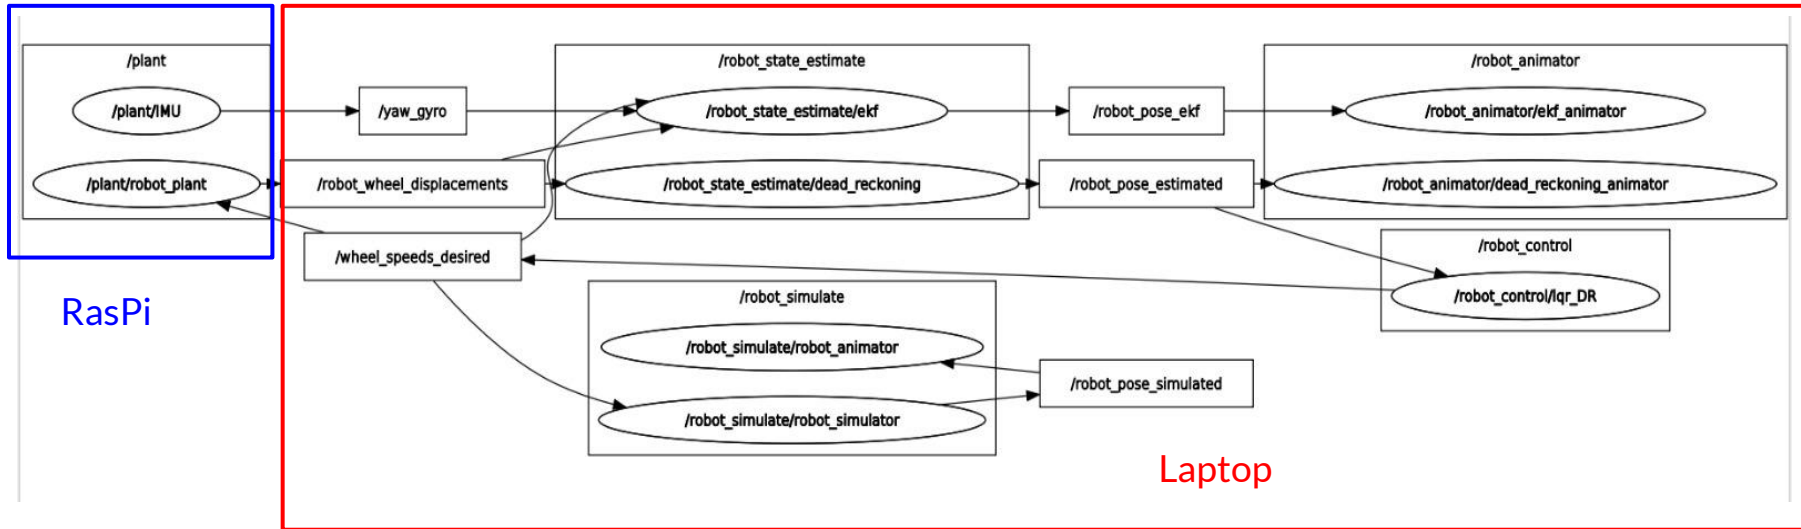 /plant
/robot_state_estimate
/robot_animator
/plant/IMU
/yaw_gyro
/robot_state_estimate/ekf
/robot_pose_ekf
/robot_animator/ekf_animator
/plant/robot_plant
/robot_wheel_displacements
/robot_state_estimate/dead_reckoning
/robot_pose_estimated
/robot_animator/dead_reckoning_animator
/wheel_speeds_desired
/robot_control
/robot_control/lqr_DR
RasPi
/robot_simulate
/robot_simulate/robot_animator
/robot_pose_simulated
/robot_simulate/robot_simulator
Laptop